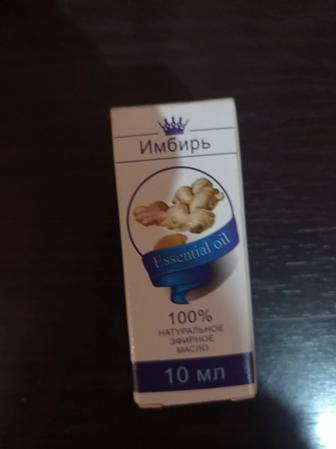 Имбирь
Essential oil
100%
НАТУРАЛЬНОЕ
ЭФИРНОЕ
МАСЛО
10 мл